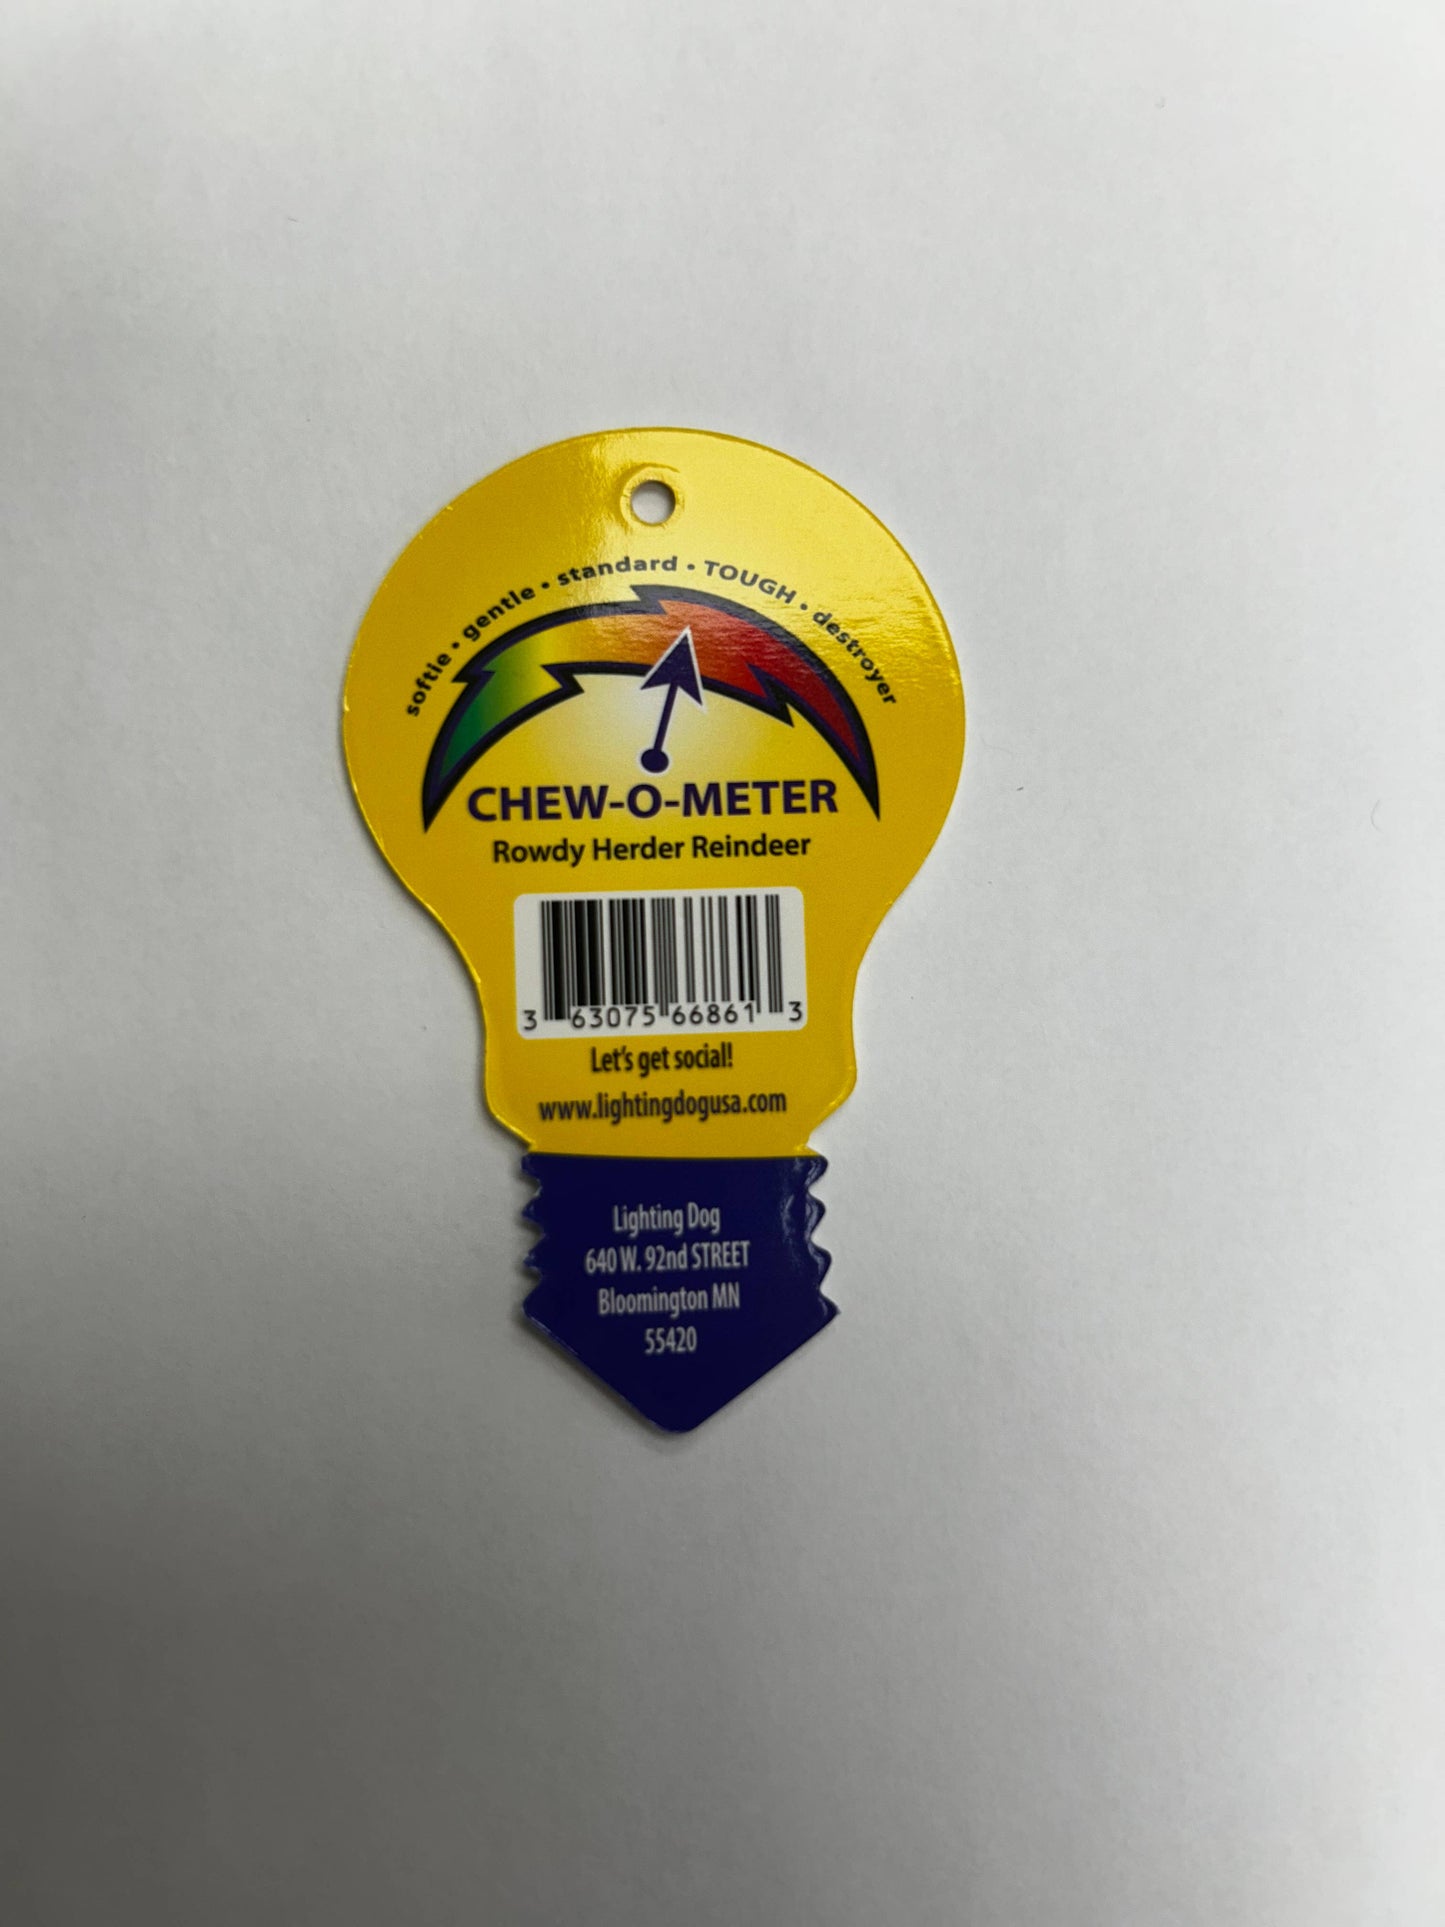 softie • gentle • standard • TOUGH • destroyer
CHEW-O-METER
Rowdy Herder Reindeer
3 63075 66861 3
Let's get social!
www.lightingdogusa.com
Lighting Dog
640 W. 92nd STREET
Bloomington MN
55420